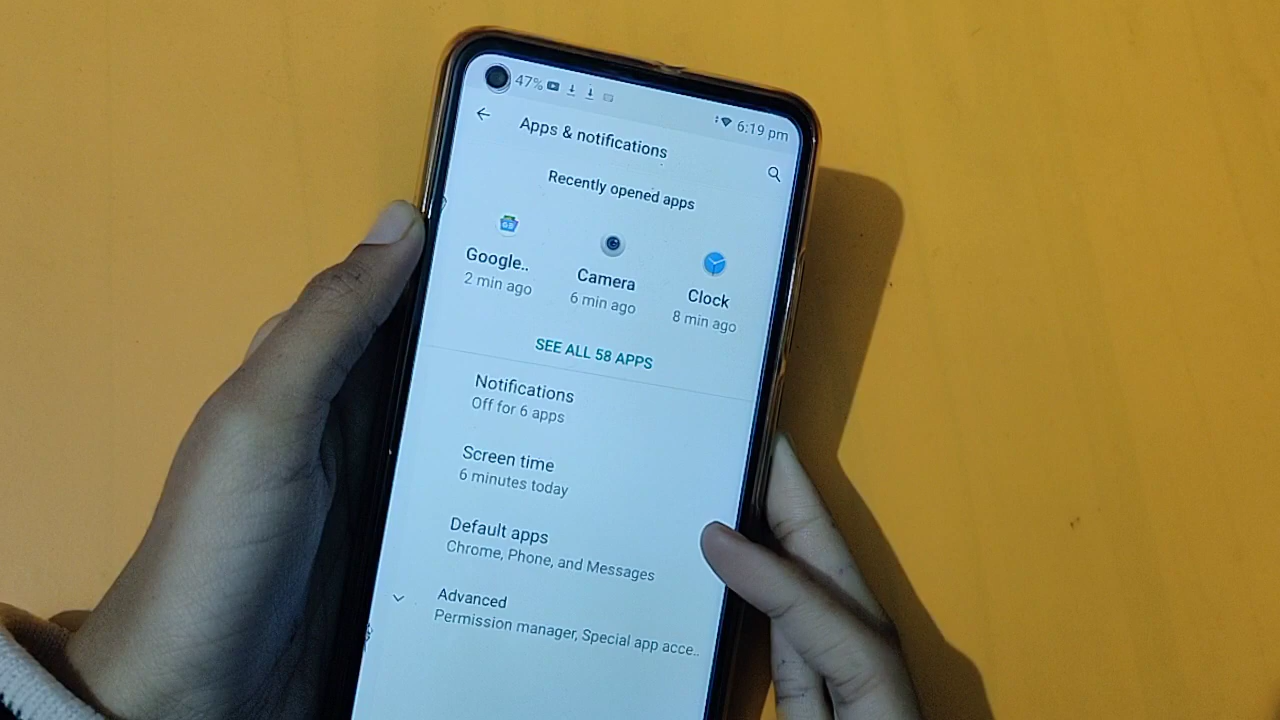 47% 6:19 pm
Apps & notifications
Recently opened apps
Google.. Camera Clock
2 min ago 6 min ago 8 min ago
SEE ALL 58 APPS
Notifications
Off for 6 apps
Screen time
6 minutes today
Default apps
Chrome, Phone, and Messages
Advanced
Permission manager, Special app acce..